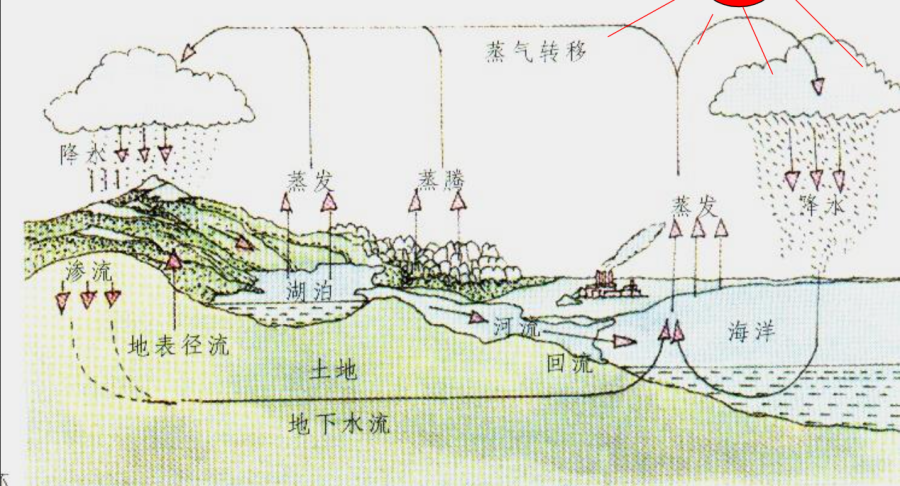 蒸气转移
降水
蒸发
蒸腾
蒸发
降水
渗流
湖泊
河流
海洋
地表径流
回流
土地
地下水流